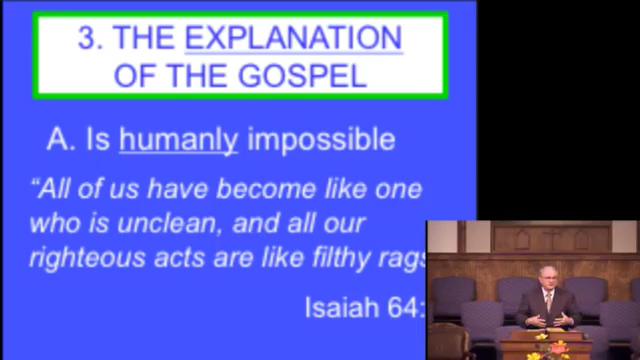 3. THE EXPLANATION
OF THE GOSPEL
A. Is humanly impossible
“All of us have become like one
who is unclean, and all our
righteous acts are like filthy rags
Isaiah 64: